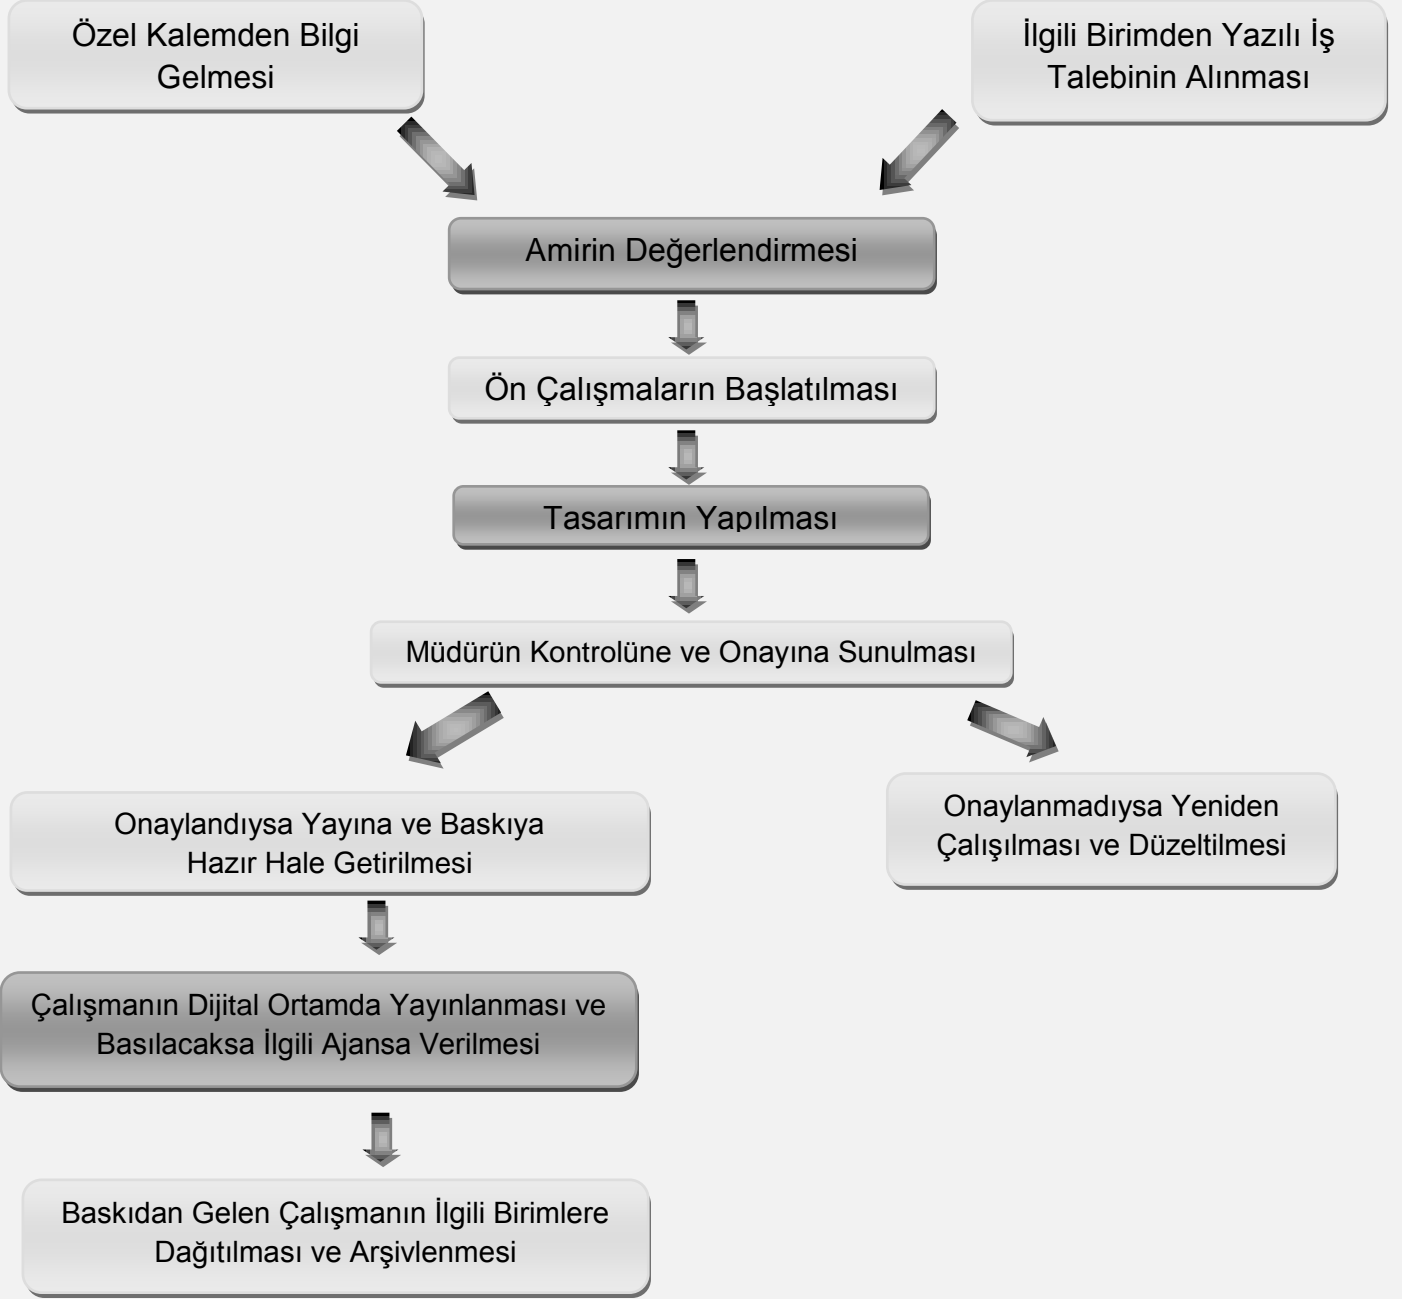 Özel Kalemden Bilgi
Gelmesi
İlgili Birimden Yazılı İş
Talebinin Alınması
Amirin Değerlendirmesi
Ön Çalışmaların Başlatılması
Tasarımın Yapılması
Müdürün Kontrolüne ve Onayına Sunulması
Onaylandıysa Yayına ve Baskıya
Hazır Hale Getirilmesi
Onaylanmadıysa Yeniden
Çalışılması ve Düzeltilmesi
Çalışmanın Dijital Ortamda Yayınlanması ve
Basılacaksa İlgili Ajansa Verilmesi
Baskıdan Gelen Çalışmanın İlgili Birimlere
Dağıtılması ve Arşivlenmesi